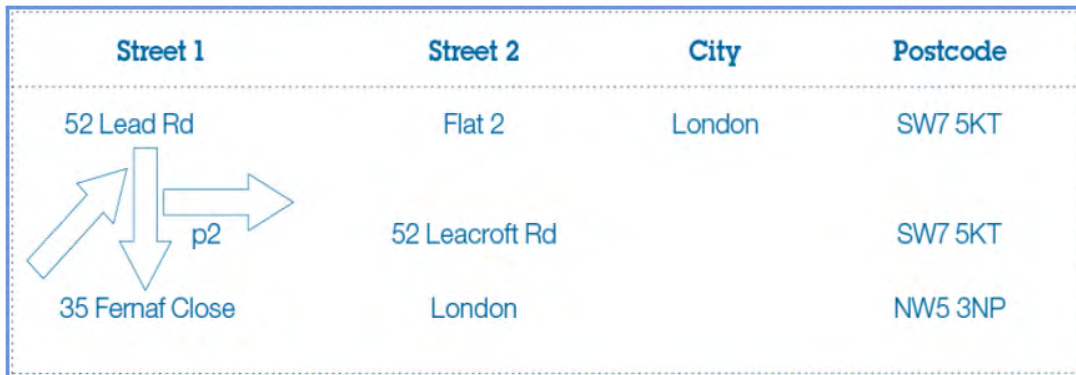 Street 1 Street 2 City Postcode
52 Lead Rd Flat 2 London SW7 5KT
p2 52 Leacroft Rd SW7 5KT
35 Fernaf Close London NW5 3NP